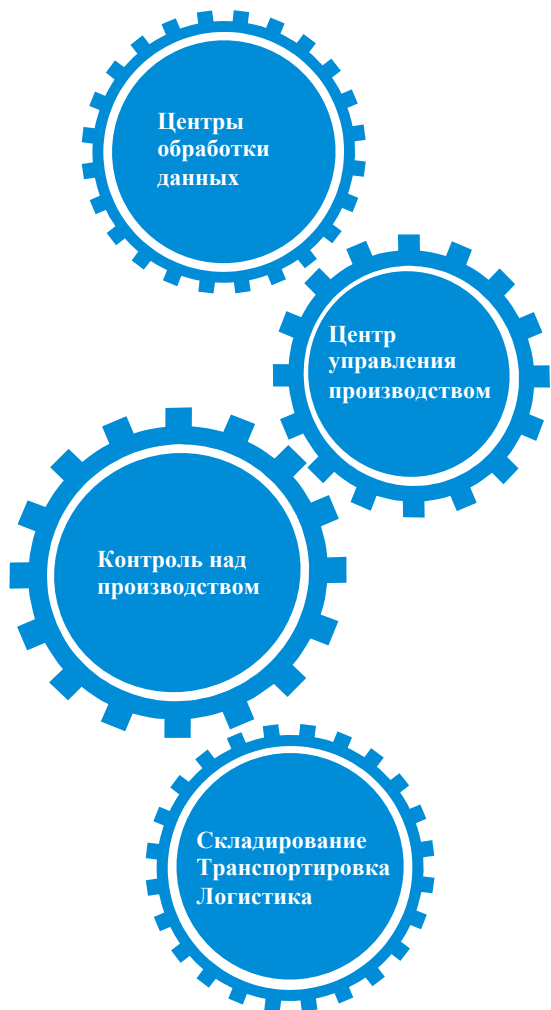 Центры
обработки
данных
Центр
управления
производством
Контроль над
производством
Складирование
Транспортировка
Логистика